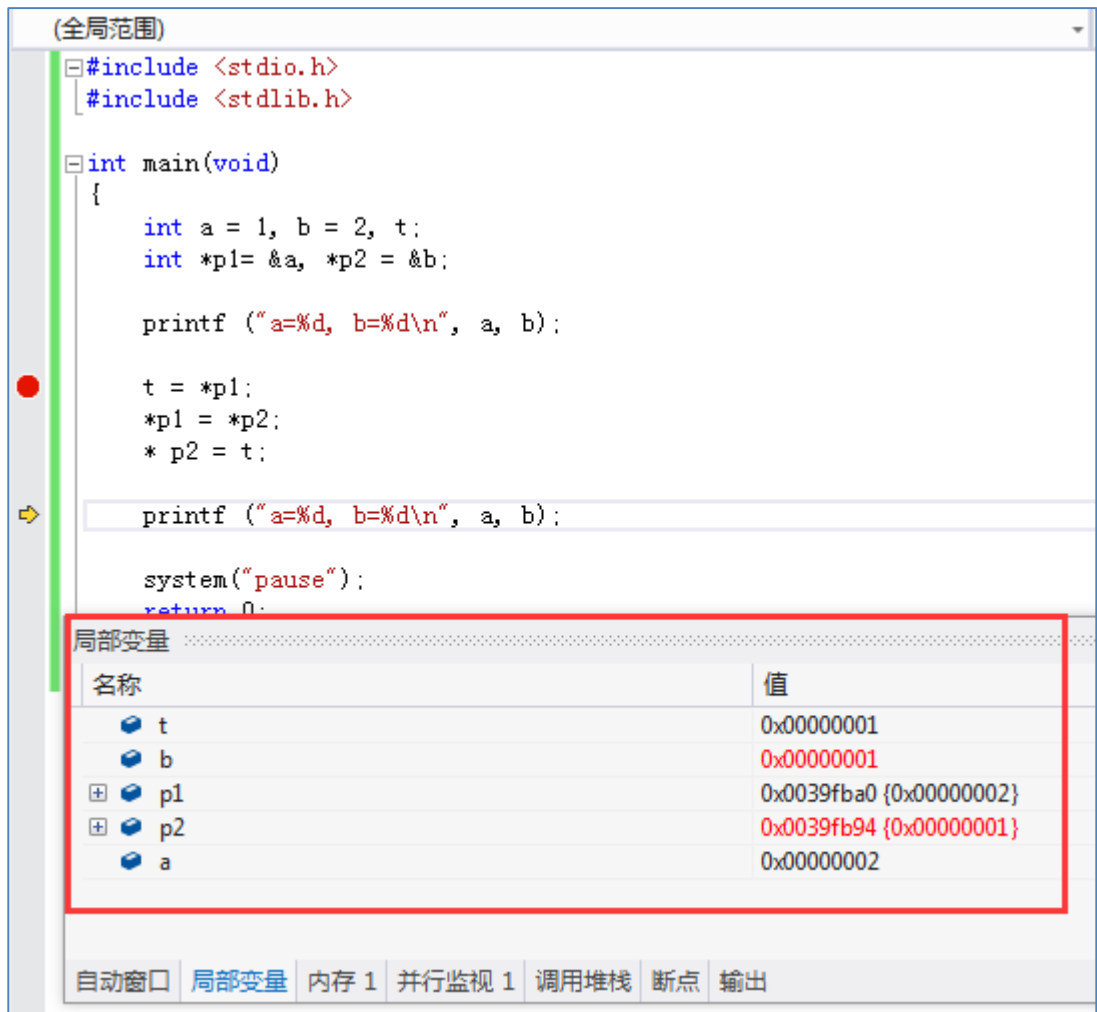 (全局范围)
#include <stdio.h>
#include <stdlib.h>
int main(void)
{
int a = 1, b = 2, t;
int *p1= &a, *p2 = &b;
printf ("a=%d, b=%d\n", a, b);
t = *p1;
*p1 = *p2;
* p2 = t;
printf ("a=%d, b=%d\n", a, b);
system("pause");
return 0;
局部变量
名称 值
t 0x00000001
b 0x00000001
p1 0x0039fba0 {0x00000002}
p2 0x0039fb94 {0x00000001}
a 0x00000002
自动窗口 局部变量 内存 1 并行监视 1 调用堆栈 断点 输出